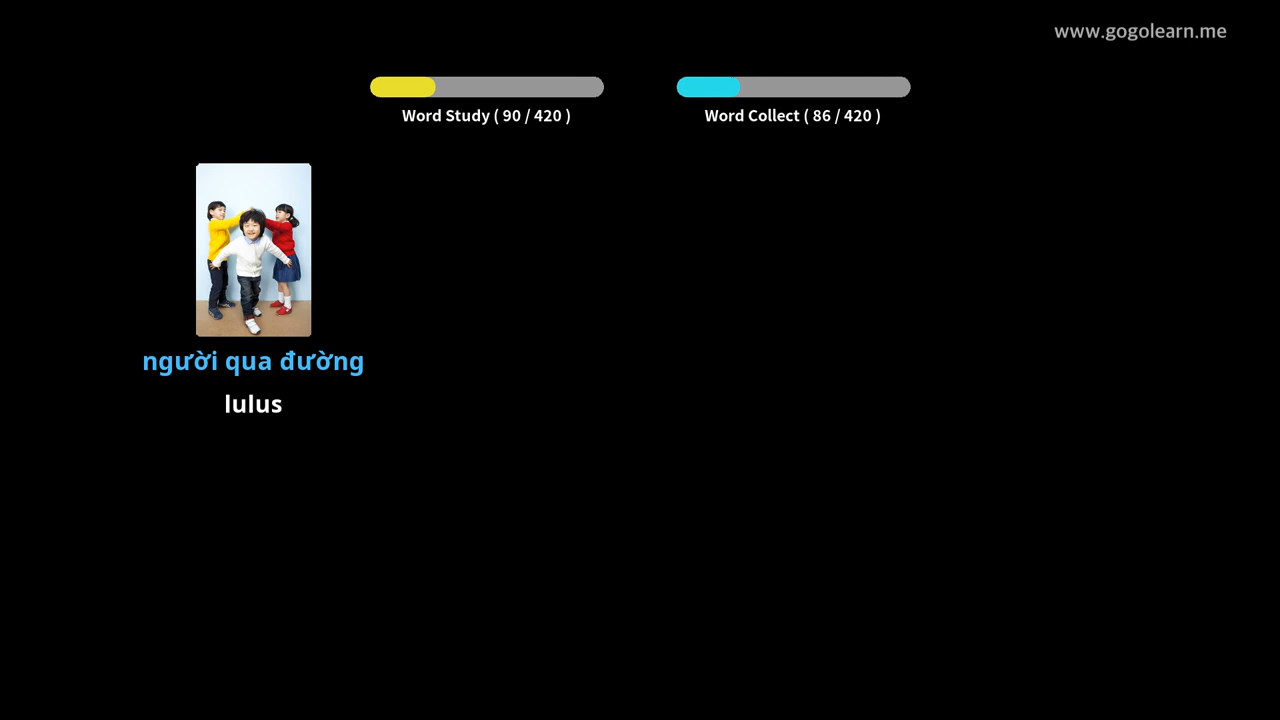 www.gogolearn.me
Word Study ( 90 / 420 )
Word Collect ( 86 / 420 )
người qua đường
lulus